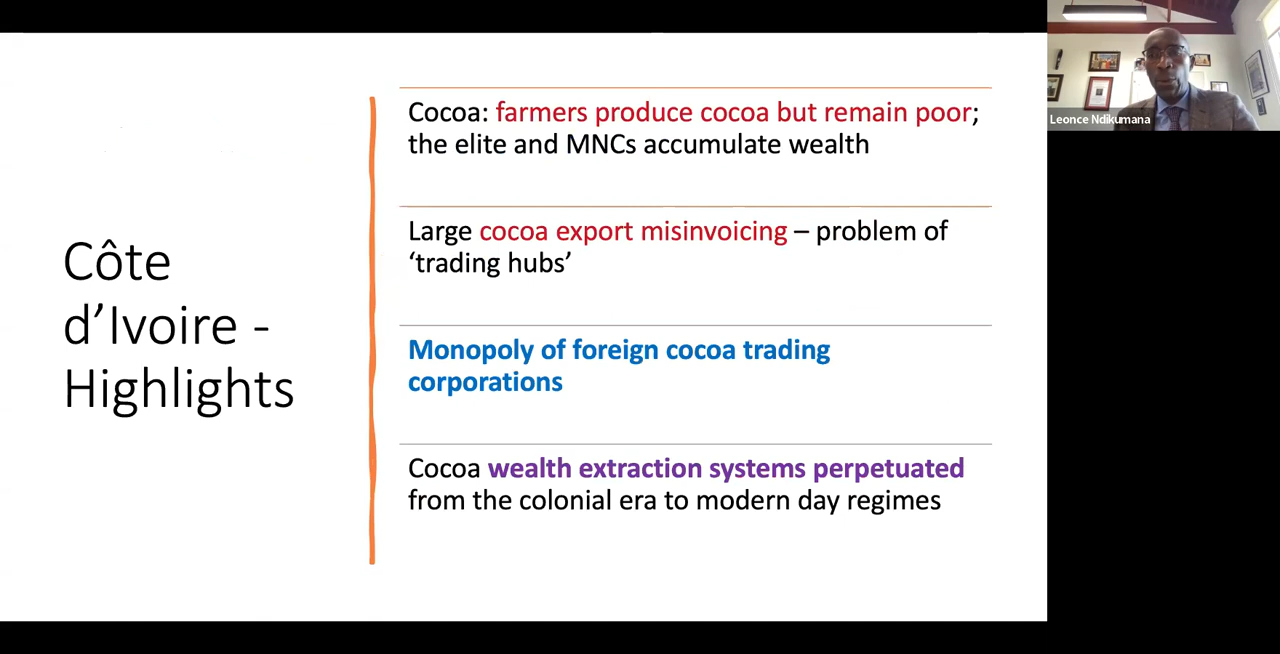 Côte
d’Ivoire -
Highlights
Cocoa: farmers produce cocoa but remain poor;
the elite and MNCs accumulate wealth
Large cocoa export misinvoicing – problem of
‘trading hubs’
Monopoly of foreign cocoa trading
corporations
Cocoa wealth extraction systems perpetuated
from the colonial era to modern day regimes
Leonce Ndikumana